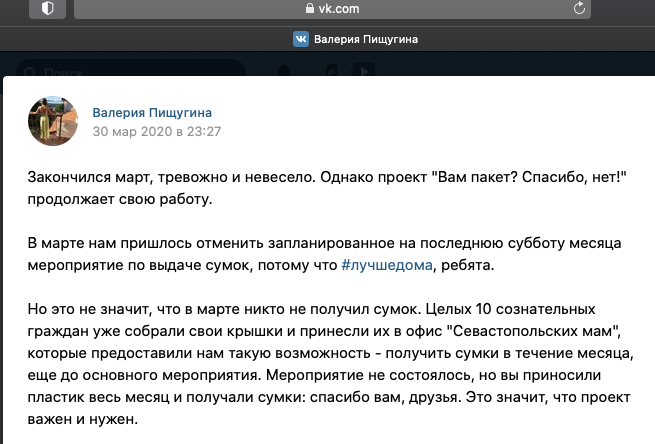 vk.com
Валерия Пищугина
Поиск
Валерия Пищугина
30 мар 2020 в 23:27
Закончился март, тревожно и невесело. Однако проект "Вам пакет? Спасибо, нет!"
продолжает свою работу.
В марте нам пришлось отменить запланированное на последнюю субботу месяца
мероприятие по выдаче сумок, потому что #лучшедома, ребята.
Но это не значит, что в марте никто не получил сумок. Целых 10 сознательных
граждан уже собрали свои крышки и принесли их в офис "Севастопольских мам",
которые предоставили нам такую возможность - получить сумки в течение месяца,
еще до основного мероприятия. Мероприятие не состоялось, но вы приносили
пластик весь месяц и получали сумки: спасибо вам, друзья. Это значит, что проект
важен и нужен.